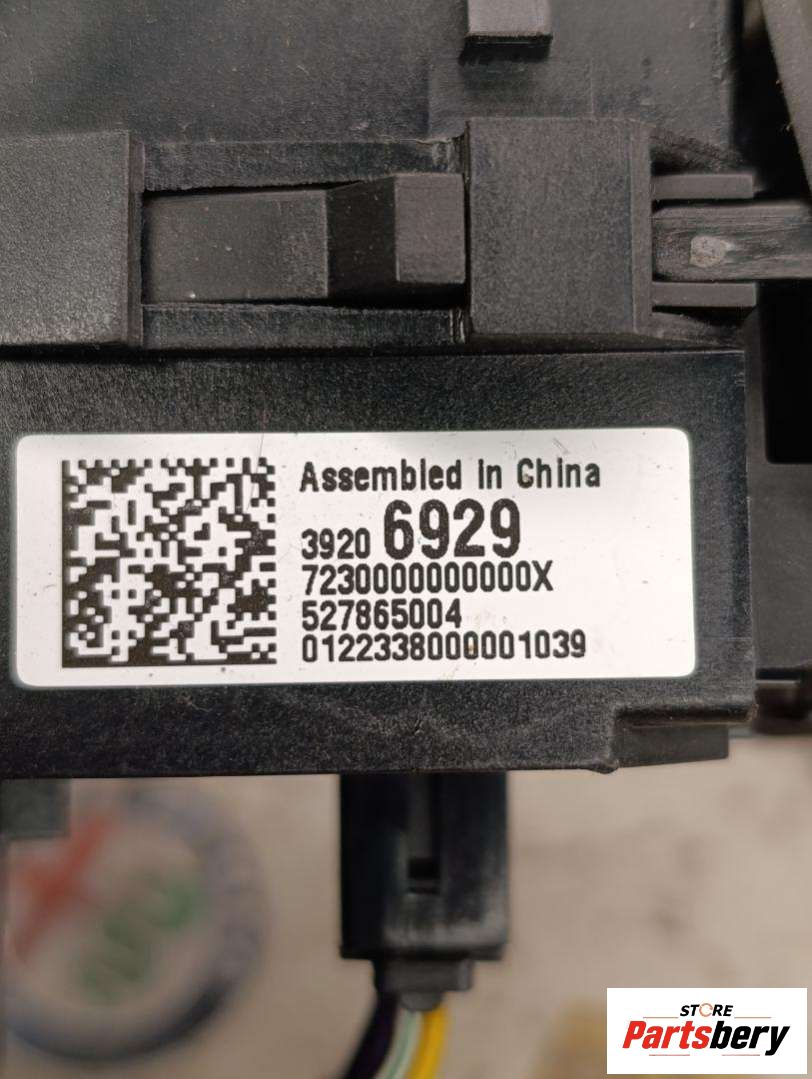 Assembled in China
3920 6929
7230000000000X
527865004
0122338000001039
STORE
Partsbery